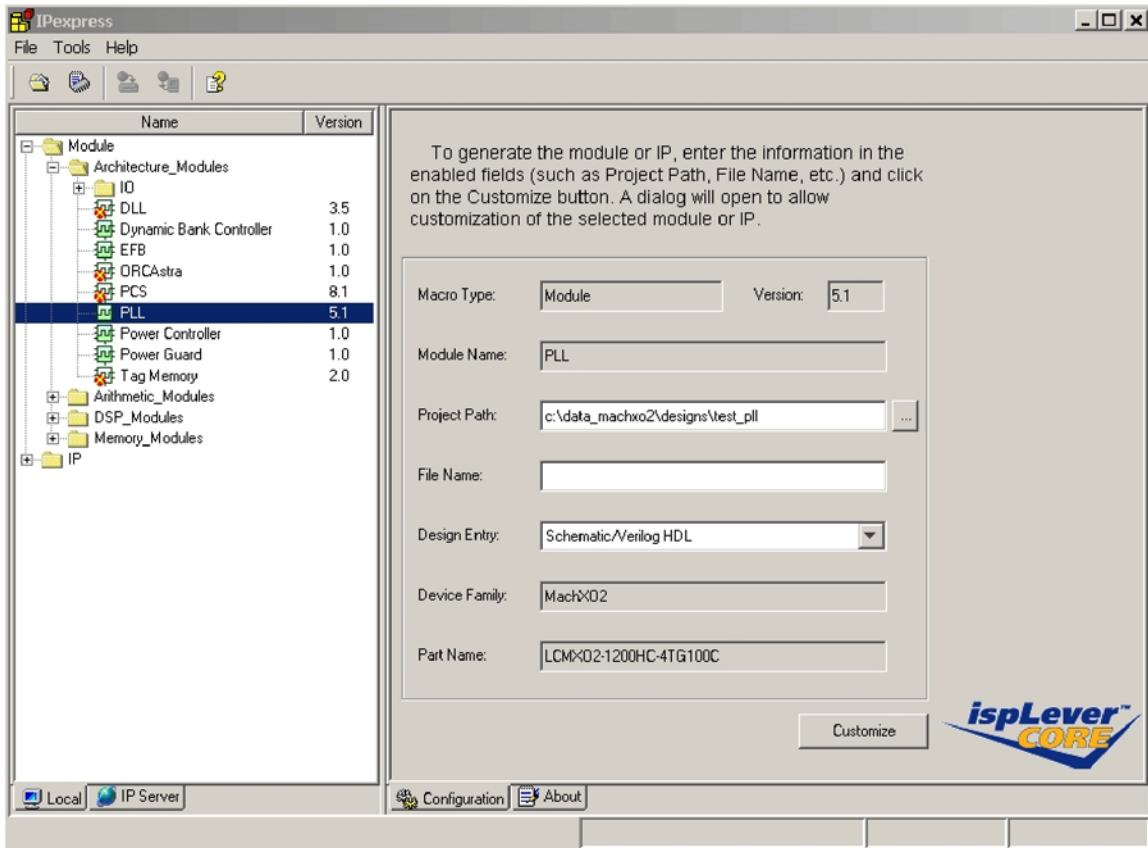 IPexpress
File Tools Help
Name Version
Module
Architecture_Modules
IO
DLL 3.5
Dynamic Bank Controller 1.0
EFB 1.0
ORCAstra 1.0
PCS 8.1
PLL 5.1
Power Controller 1.0
Power Guard 1.0
Tag Memory 2.0
Arithmetic_Modules
DSP_Modules
Memory_Modules
IP
Local IP Server
To generate the module or IP, enter the information in the
enabled fields (such as Project Path, File Name, etc.) and click
on the Customize button. A dialog will open to allow
customization of the selected module or IP.
Macro Type: Module Version: 5.1
Module Name: PLL
Project Path: c:\data_machxo2\designs\test_pll ...
File Name:
Design Entry: Schematic/Verilog HDL
Device Family: MachXO2
Part Name: LCMXO2-1200HC-4TG100C
Customize
ispLever™
CORE
Configuration About